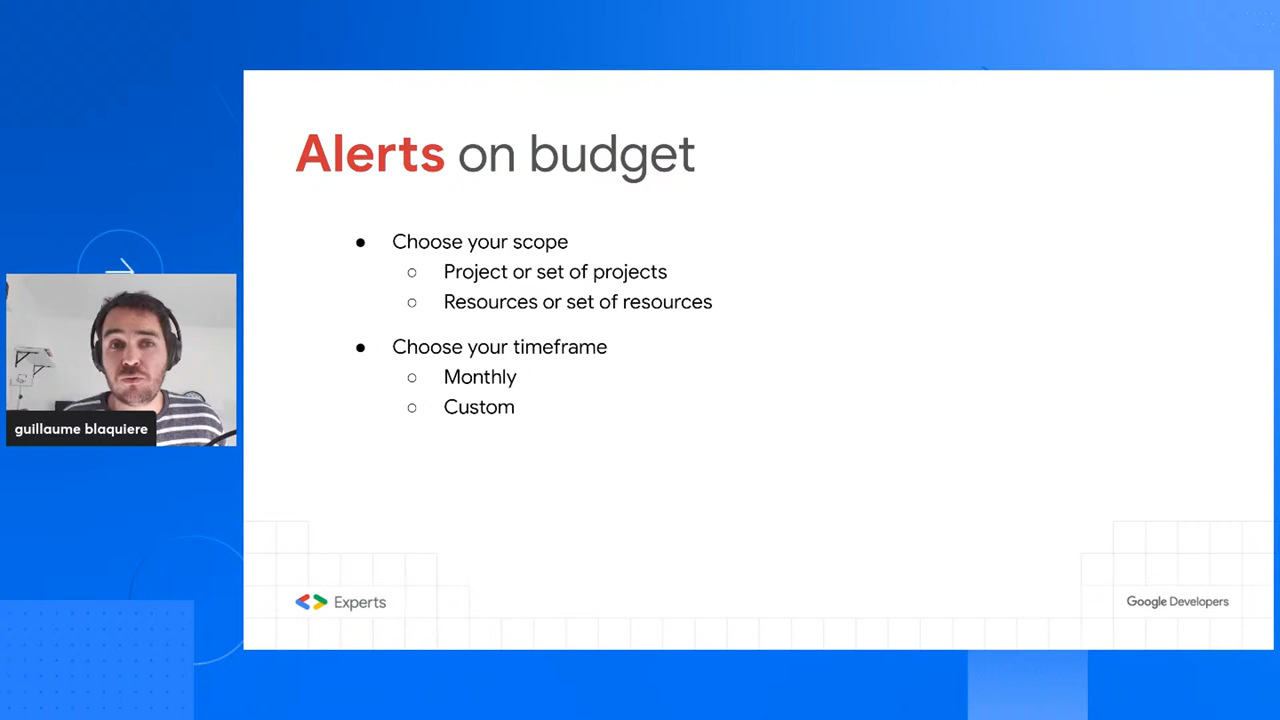 Alerts on budget
● Choose your scope
○ Project or set of projects
○ Resources or set of resources
● Choose your timeframe
○ Monthly
○ Custom
guillaume blaquiere
Experts
Google Developers